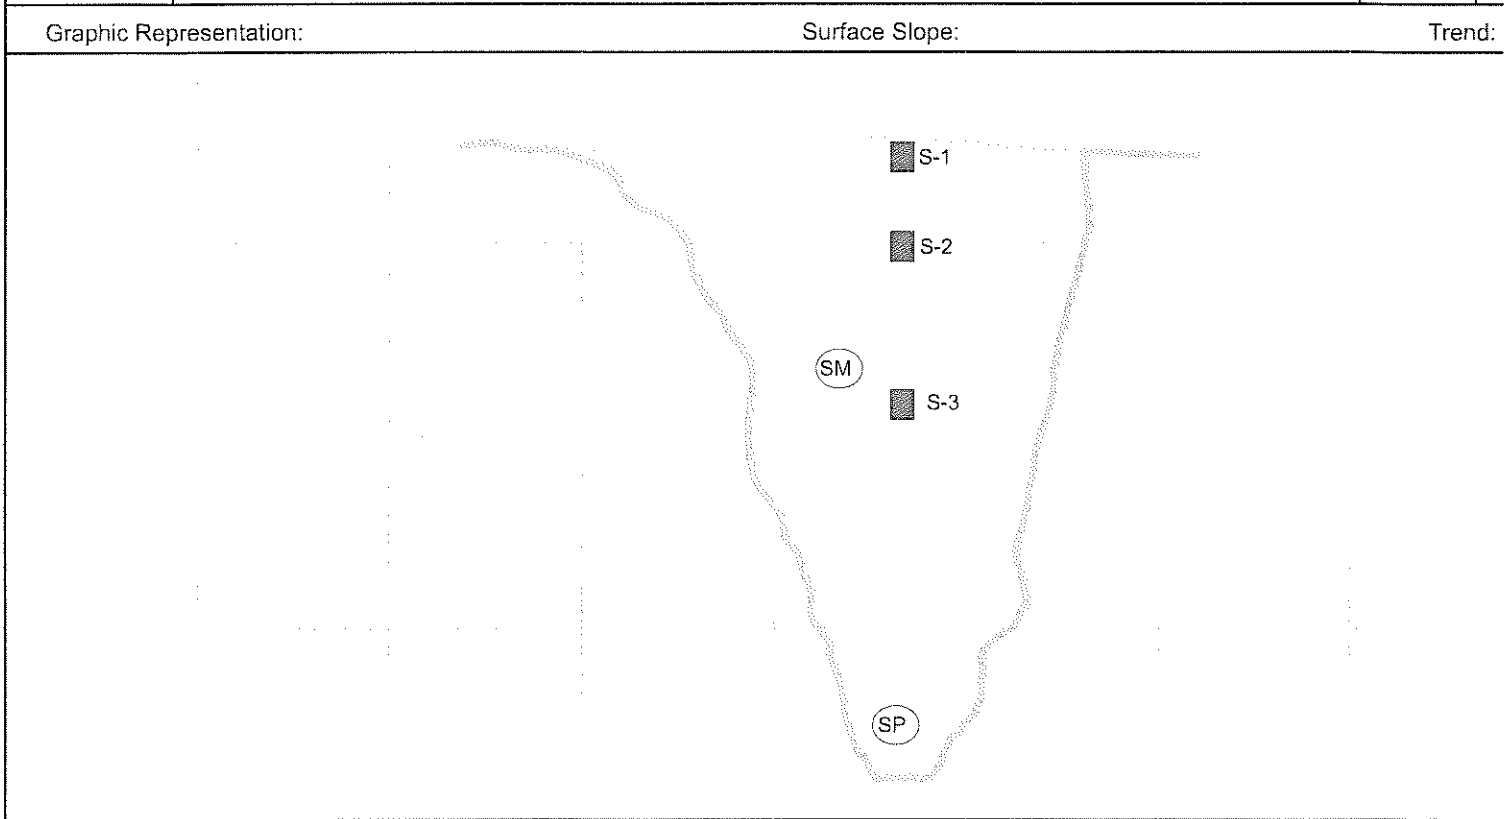 Graphic Representation: Surface Slope: Trend:
S-1
S-2
SM
S-3
SP